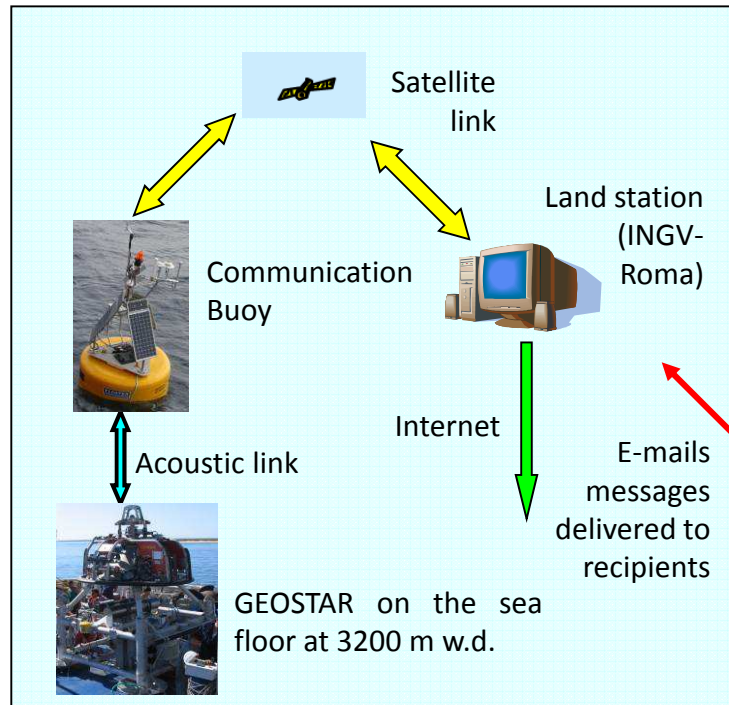 Satellite
link
Land station
(INGV-
Roma)
Communication
Buoy
Internet
Acoustic link
E-mails
messages
delivered to
recipients
GEOSTAR on the sea
floor at 3200 m w.d.